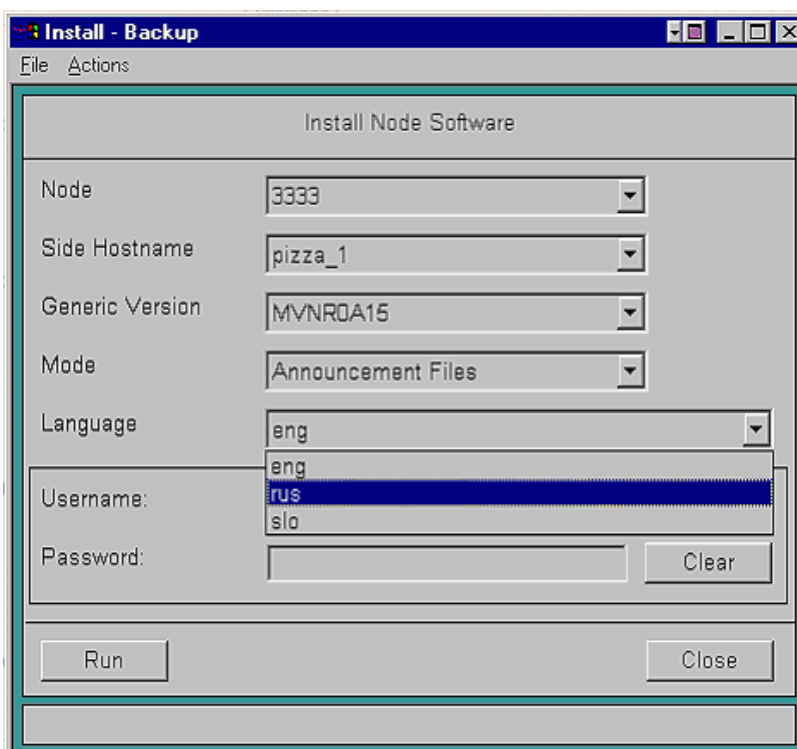 Install - Backup
File Actions
Install Node Software
Node 3333
Side Hostname pizza_1
Generic Version MVNR0A15
Mode Announcement Files
Language eng
eng
Username: rus
slo
Password: Clear
Run Close